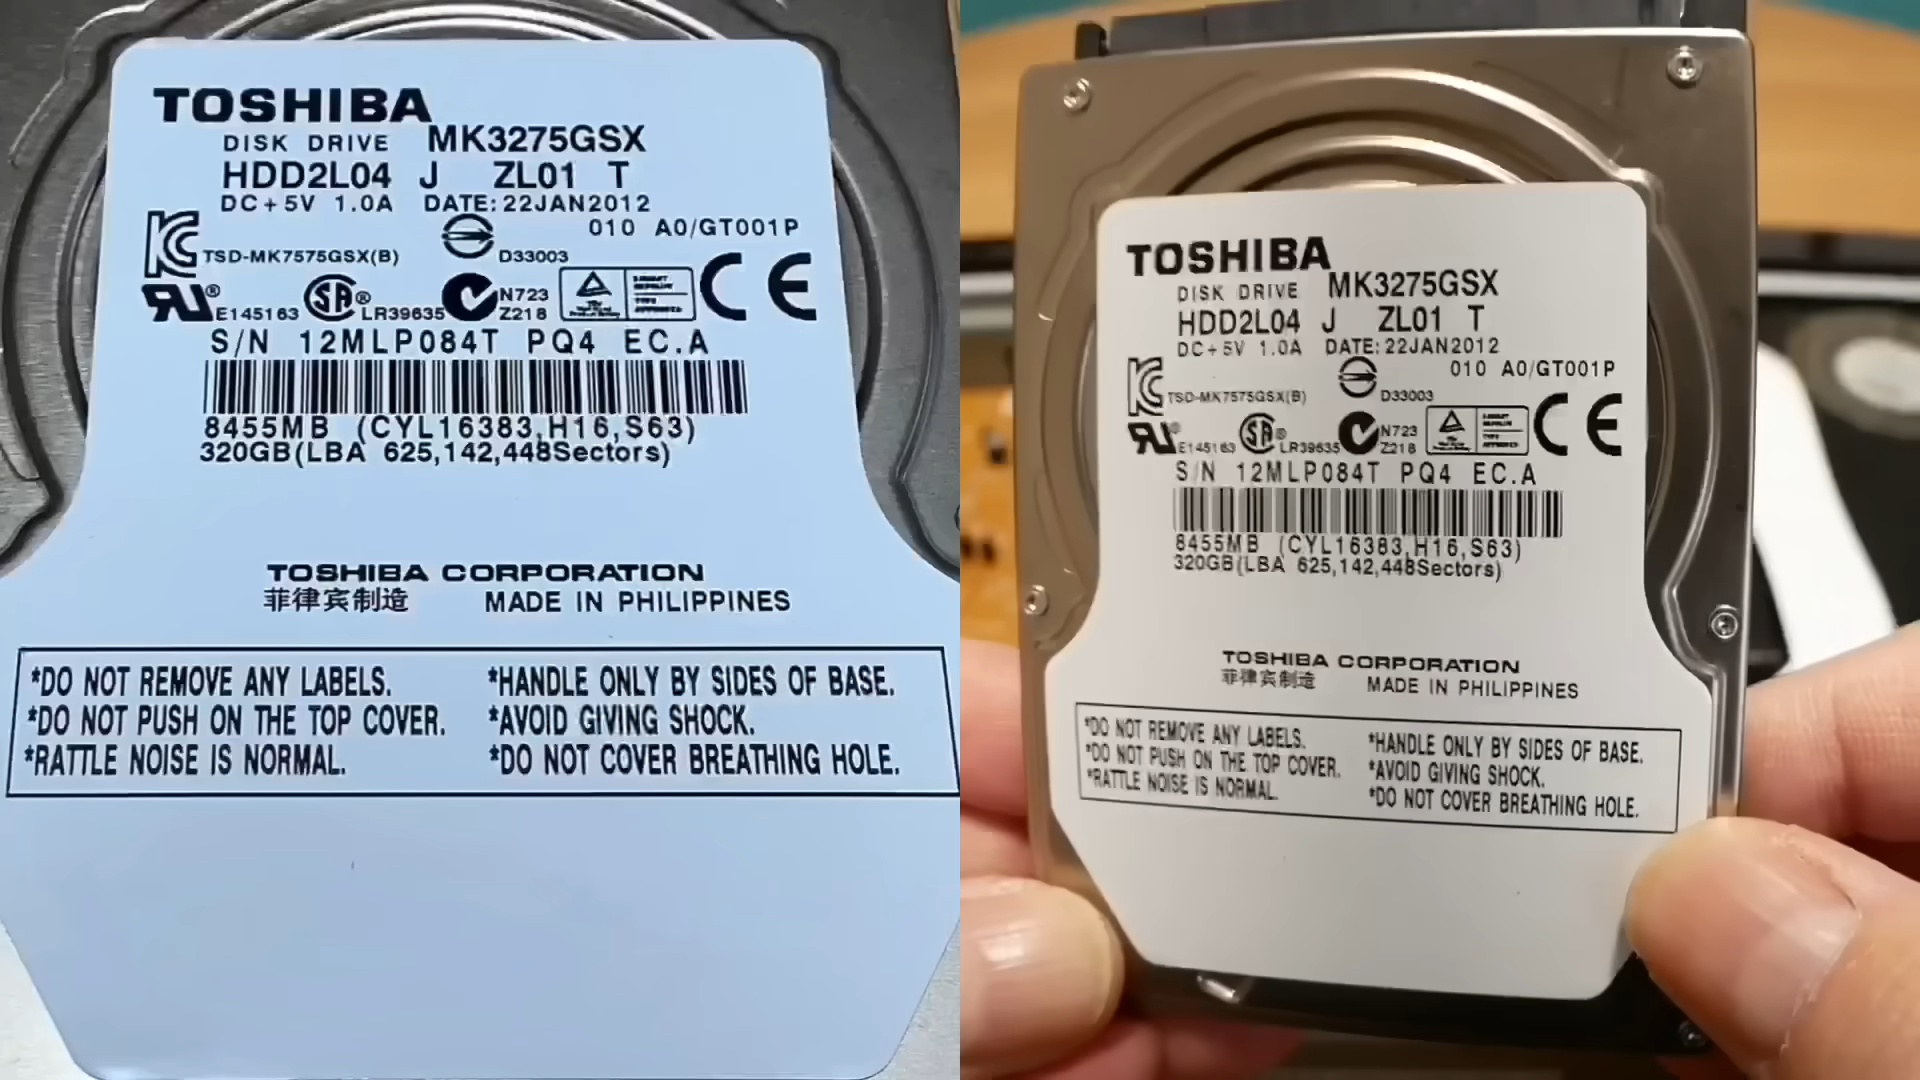 TOSHIBA
DISK DRIVE MK3275GSX
HDD2L04 J ZL01 T
DC+5V 1.0A DATE:22JAN2012
010 A0/GT001P
TSD-MK7575GSX(B) D33003
E145163 LR39635 N723
Z218
CE
S/N 12MLP084T PQ4 EC.A
8455MB (CYL16383,H16,S63)
320GB(LBA 625,142,448Sectors)
TOSHIBA CORPORATION
菲律宾制造 MADE IN PHILIPPINES
*DO NOT REMOVE ANY LABELS. *HANDLE ONLY BY SIDES OF BASE.
*DO NOT PUSH ON THE TOP COVER. *AVOID GIVING SHOCK.
*RATTLE NOISE IS NORMAL. *DO NOT COVER BREATHING HOLE.
TOSHIBA
DISK DRIVE MK3275GSX
HDD2L04 J ZL01 T
DC+5V 1.0A DATE:22JAN2012
010 A0/GT001P
TSD-MK7575GSX(B) D33003
E145163 LR39635 N723
Z218
CE
S/N 12MLP084T PQ4 EC.A
8455MB (CYL16383,H16,S63)
320GB(LBA 625,142,448Sectors)
TOSHIBA CORPORATION
菲律宾制造 MADE IN PHILIPPINES
*DO NOT REMOVE ANY LABELS. *HANDLE ONLY BY SIDES OF BASE.
*DO NOT PUSH ON THE TOP COVER. *AVOID GIVING SHOCK.
*RATTLE NOISE IS NORMAL. *DO NOT COVER BREATHING HOLE.